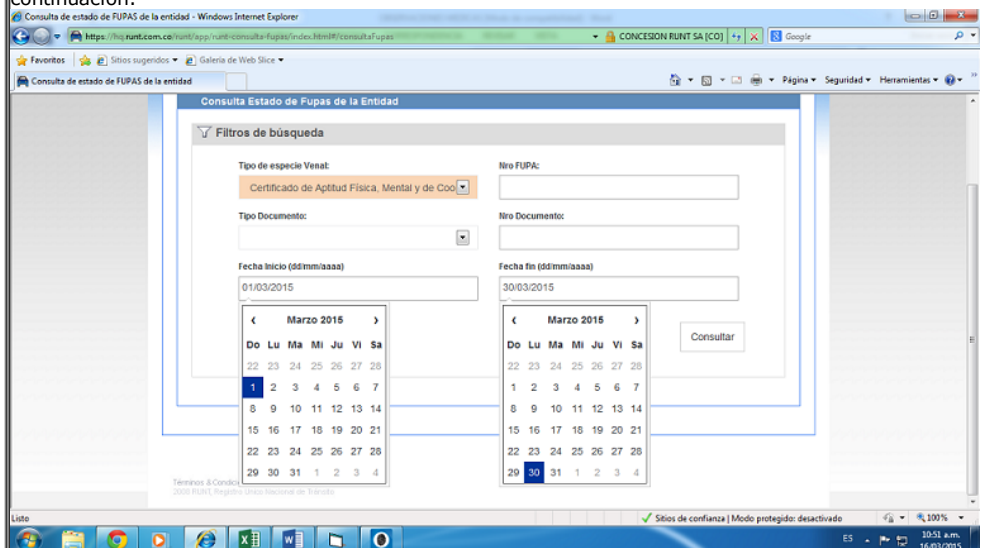 continuación:
Consulta de estado de FUPAS de la entidad - Windows Internet Explorer
https://hq.runt.com.co/runt/app/runt-consulta-fupas/index.html#/consultaFupas
CONCESION RUNT SA [CO]
Google
Favoritos
Sitios sugeridos
Galería de Web Slice
Consulta de estado de FUPAS de la entidad
Página
Seguridad
Herramientas
Consulta Estado de Fupas de la Entidad
Filtros de búsqueda
Tipo de especie Venal:
Nro FUPA:
Certificado de Aptitud Física, Mental y de Coo
Tipo Documento:
Nro Documento:
Fecha Inicio (dd/mm/aaaa)
Fecha fin (dd/mm/aaaa)
01/03/2015
30/03/2015
‹ Marzo 2015 ›
Do Lu Ma Mi Ju Vi Sa
22 23 24 25 26 27 28
1 2 3 4 5 6 7
8 9 10 11 12 13 14
15 16 17 18 19 20 21
22 23 24 25 26 27 28
29 30 31 1 2 3 4
‹ Marzo 2015 ›
Do Lu Ma Mi Ju Vi Sa
22 23 24 25 26 27 28
1 2 3 4 5 6 7
8 9 10 11 12 13 14
15 16 17 18 19 20 21
22 23 24 25 26 27 28
29 30 31 1 2 3 4
Consultar
Términos & Condic
2008 RUNT, Registro Único Nacional de Tránsito
Listo
Sitios de confianza | Modo protegido: desactivado
100%
ES
10:51 a.m.
16/03/2015